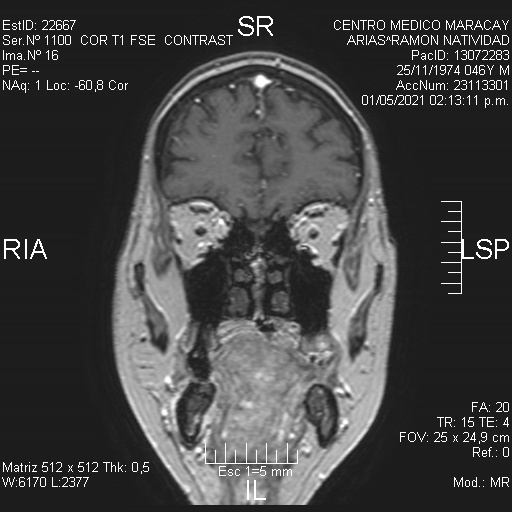 EstID: 22667
Ser.Nº 1100 COR T1 FSE CONTRAST
Ima.Nº 16
PE= --
NAq: 1 Loc: -60,8 Cor
SR
CENTRO MEDICO MARACAY
ARIAS^RAMON NATIVIDAD
PacID: 13072283
25/11/1974 046Y M
AccNum: 23113301
01/05/2021 02:13:11 p.m.
RIA
LSP
FA: 20
TR: 15 TE: 4
FOV: 25 x 24,9 cm
Ref.: 0
Matriz 512 x 512 Thk: 0,5
W:6170 L:2377
Esc 1=5 mm
IL
Mod.: MR